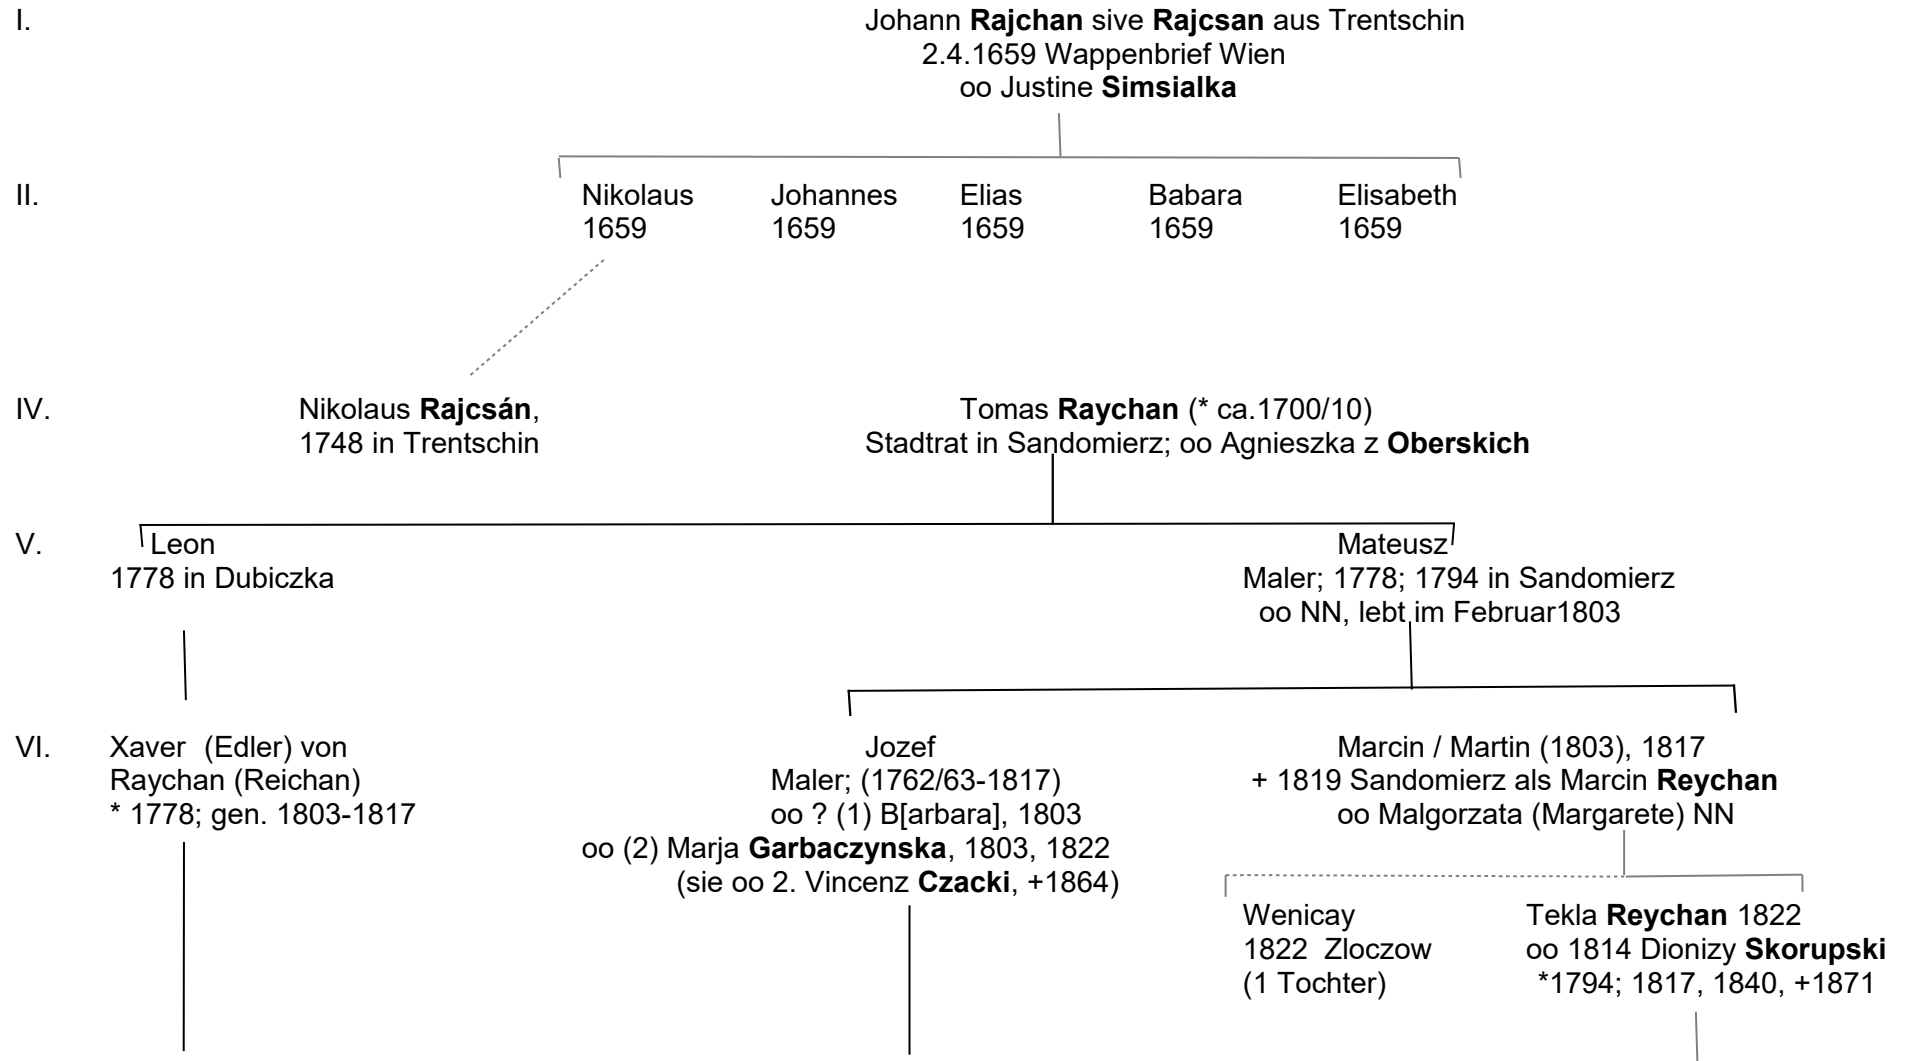 I.
Johann Rajchan sive Rajcsan aus Trentschin
2.4.1659 Wappenbrief Wien
oo Justine Simsialka
II.
Nikolaus Johannes Elias Babara Elisabeth
1659 1659 1659 1659 1659
IV.
Nikolaus Rajcsán,
1748 in Trentschin
Tomas Raychan (* ca.1700/10)
Stadtrat in Sandomierz; oo Agnieszka z Oberskich
V.
Leon
1778 in Dubiczka
Mateusz
Maler; 1778; 1794 in Sandomierz
oo NN, lebt im Februar1803
VI.
Xaver (Edler) von
Raychan (Reichan)
* 1778; gen. 1803-1817
Jozef
Maler; (1762/63-1817)
oo ? (1) B[arbara], 1803
oo (2) Marja Garbaczynska, 1803, 1822
(sie oo 2. Vincenz Czacki, +1864)
Marcin / Martin (1803), 1817
+ 1819 Sandomierz als Marcin Reychan
oo Malgorzata (Margarete) NN
Wenicay
1822 Zloczow
(1 Tochter)
Tekla Reychan 1822
oo 1814 Dionizy Skorupski
*1794; 1817, 1840, +1871